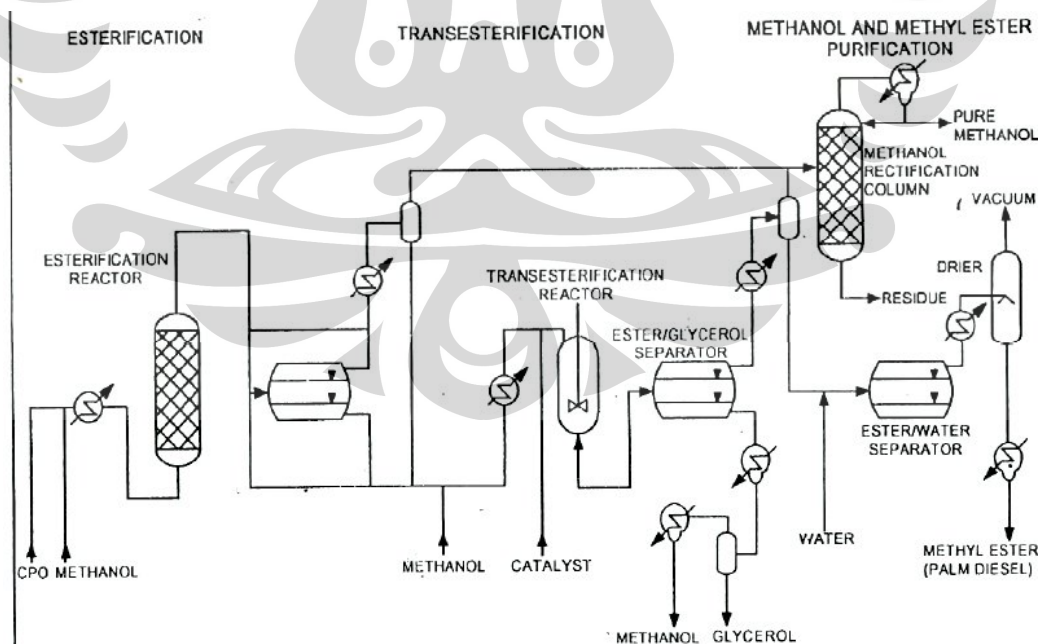 ESTERIFICATION
TRANSESTERIFICATION
METHANOL AND METHYL ESTER
PURIFICATION
PURE
METHANOL
METHANOL
RECTIFICATION
COLUMN
VACUUM
ESTERIFICATION
REACTOR
TRANSESTERIFICATION
REACTOR
DRIER
RESIDUE
ESTER/GLYCEROL
SEPARATOR
ESTER/WATER
SEPARATOR
WATER
CPO METHANOL
METHANOL
CATALYST
METHYL ESTER
(PALM DIESEL)
METHANOL
GLYCEROL